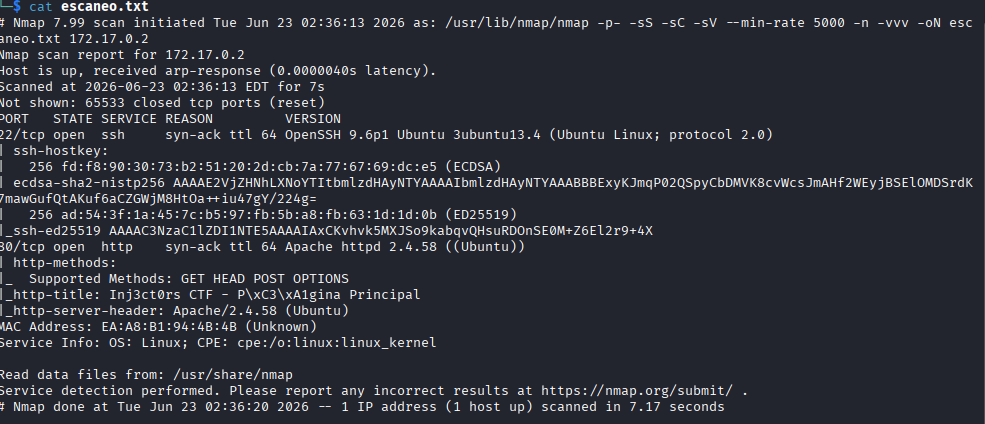 └─$ cat escaneo.txt
# Nmap 7.99 scan initiated Tue Jun 23 02:36:13 2026 as: /usr/lib/nmap/nmap -p- -sS -sC -sV --min-rate 5000 -n -vvv -oN esc
aneo.txt 172.17.0.2
Nmap scan report for 172.17.0.2
Host is up, received arp-response (0.0000040s latency).
Scanned at 2026-06-23 02:36:13 EDT for 7s
Not shown: 65533 closed tcp ports (reset)
PORT   STATE SERVICE REASON         VERSION
22/tcp open  ssh     syn-ack ttl 64 OpenSSH 9.6p1 Ubuntu 3ubuntu13.4 (Ubuntu Linux; protocol 2.0)
| ssh-hostkey:
|   256 fd:f8:90:30:73:b2:51:20:2d:cb:7a:77:67:69:dc:e5 (ECDSA)
| ecdsa-sha2-nistp256 AAAAE2VjZHNhLXNoYTItbmlzdHAyNTYAAAAIbmlzdHAyNTYAAABBBExyKJmqP02QSpyCbDMVK8cvWcsJmAHf2WEyjBSElOMDSrdK
7mawGufQtAKuf6aCZGWjM8HtOa++iu47gY/224g=
|   256 ad:54:3f:1a:45:7c:b5:97:fb:5b:a8:fb:63:1d:1d:0b (ED25519)
|_ssh-ed25519 AAAAC3NzaC1lZDI1NTE5AAAAIAxCKvhvk5MXJSo9kabqvQHsuRDOnSE0M+Z6El2r9+4X
80/tcp open  http    syn-ack ttl 64 Apache httpd 2.4.58 ((Ubuntu))
| http-methods:
|_  Supported Methods: GET HEAD POST OPTIONS
|_http-title: Inj3ct0rs CTF - P\xC3\xA1gina Principal
|_http-server-header: Apache/2.4.58 (Ubuntu)
MAC Address: EA:A8:B1:94:4B:4B (Unknown)
Service Info: OS: Linux; CPE: cpe:/o:linux:linux_kernel

Read data files from: /usr/share/nmap
Service detection performed. Please report any incorrect results at https://nmap.org/submit/ .
# Nmap done at Tue Jun 23 02:36:20 2026 -- 1 IP address (1 host up) scanned in 7.17 seconds